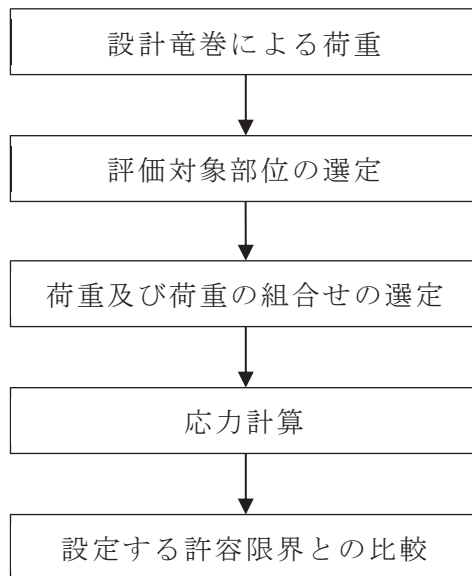 設計竜巻による荷重
評価対象部位の選定
荷重及び荷重の組合せの選定
応力計算
設定する許容限界との比較